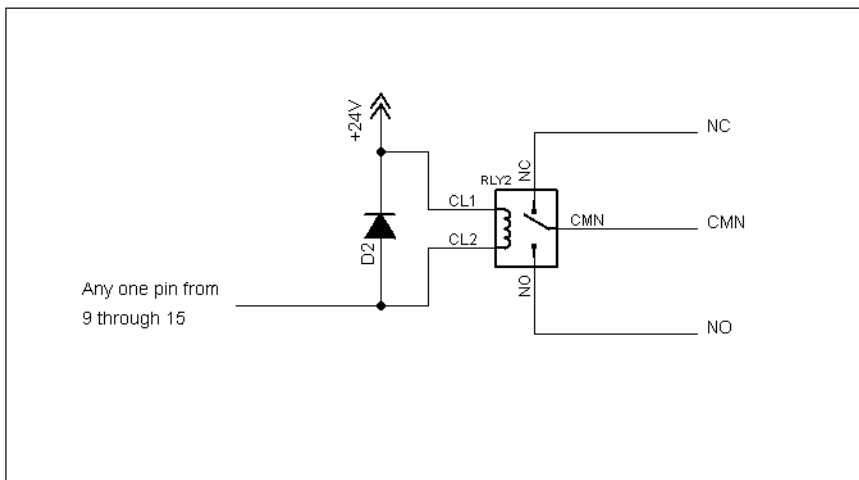 +24V
NC
NC
RLY2
CL1
CMN
CMN
CL2
D2
Any one pin from
9 through 15
NO
NO